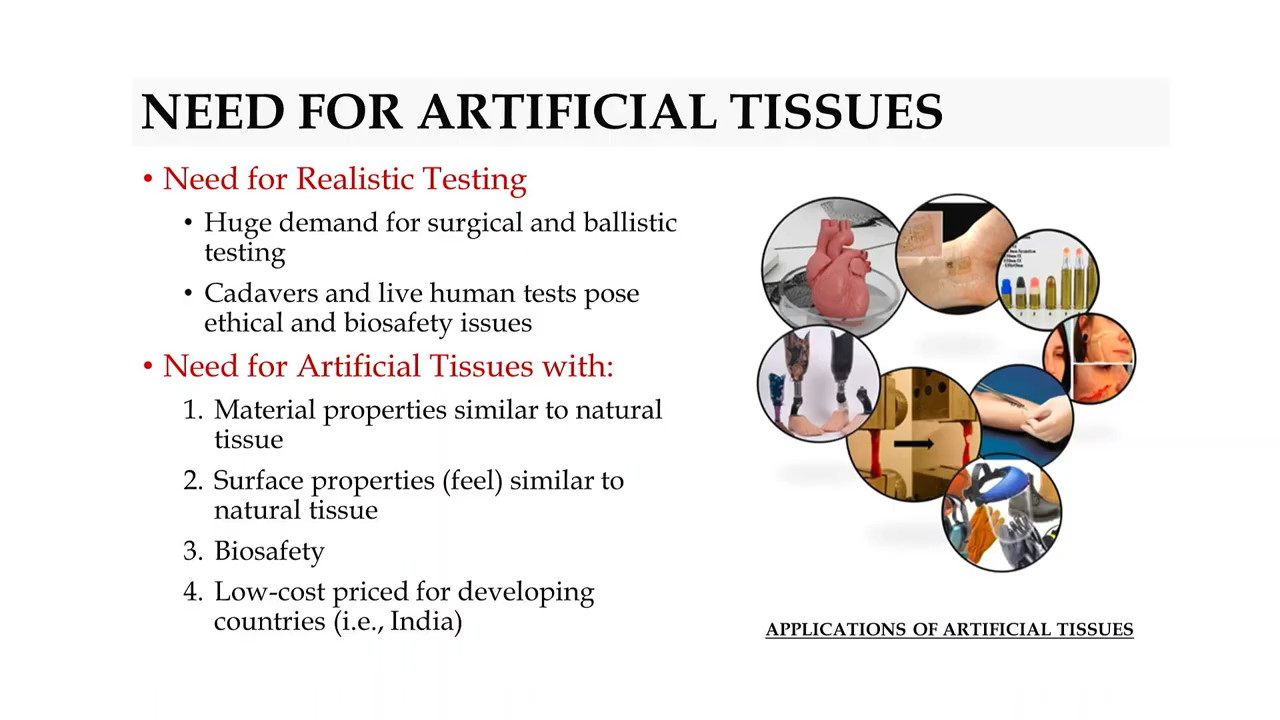 NEED FOR ARTIFICIAL TISSUES
• Need for Realistic Testing
• Huge demand for surgical and ballistic
testing
• Cadavers and live human tests pose
ethical and biosafety issues
• Need for Artificial Tissues with:
1. Material properties similar to natural
tissue
2. Surface properties (feel) similar to
natural tissue
3. Biosafety
4. Low-cost priced for developing
countries (i.e., India)
APPLICATIONS OF ARTIFICIAL TISSUES